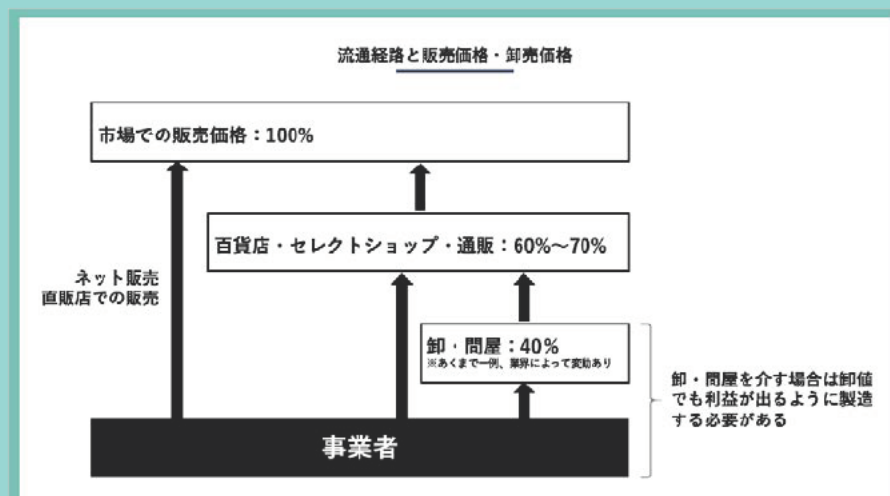 流通経路と販売価格・卸売価格
市場での販売価格：100%
百貨店・セレクトショップ・通販：60%～70%
ネット販売
直販店での販売
卸・問屋：40%
※あくまで一例、業界によって変動あり
卸・問屋を介す場合は卸値
でも利益が出るように製造
する必要がある
事業者